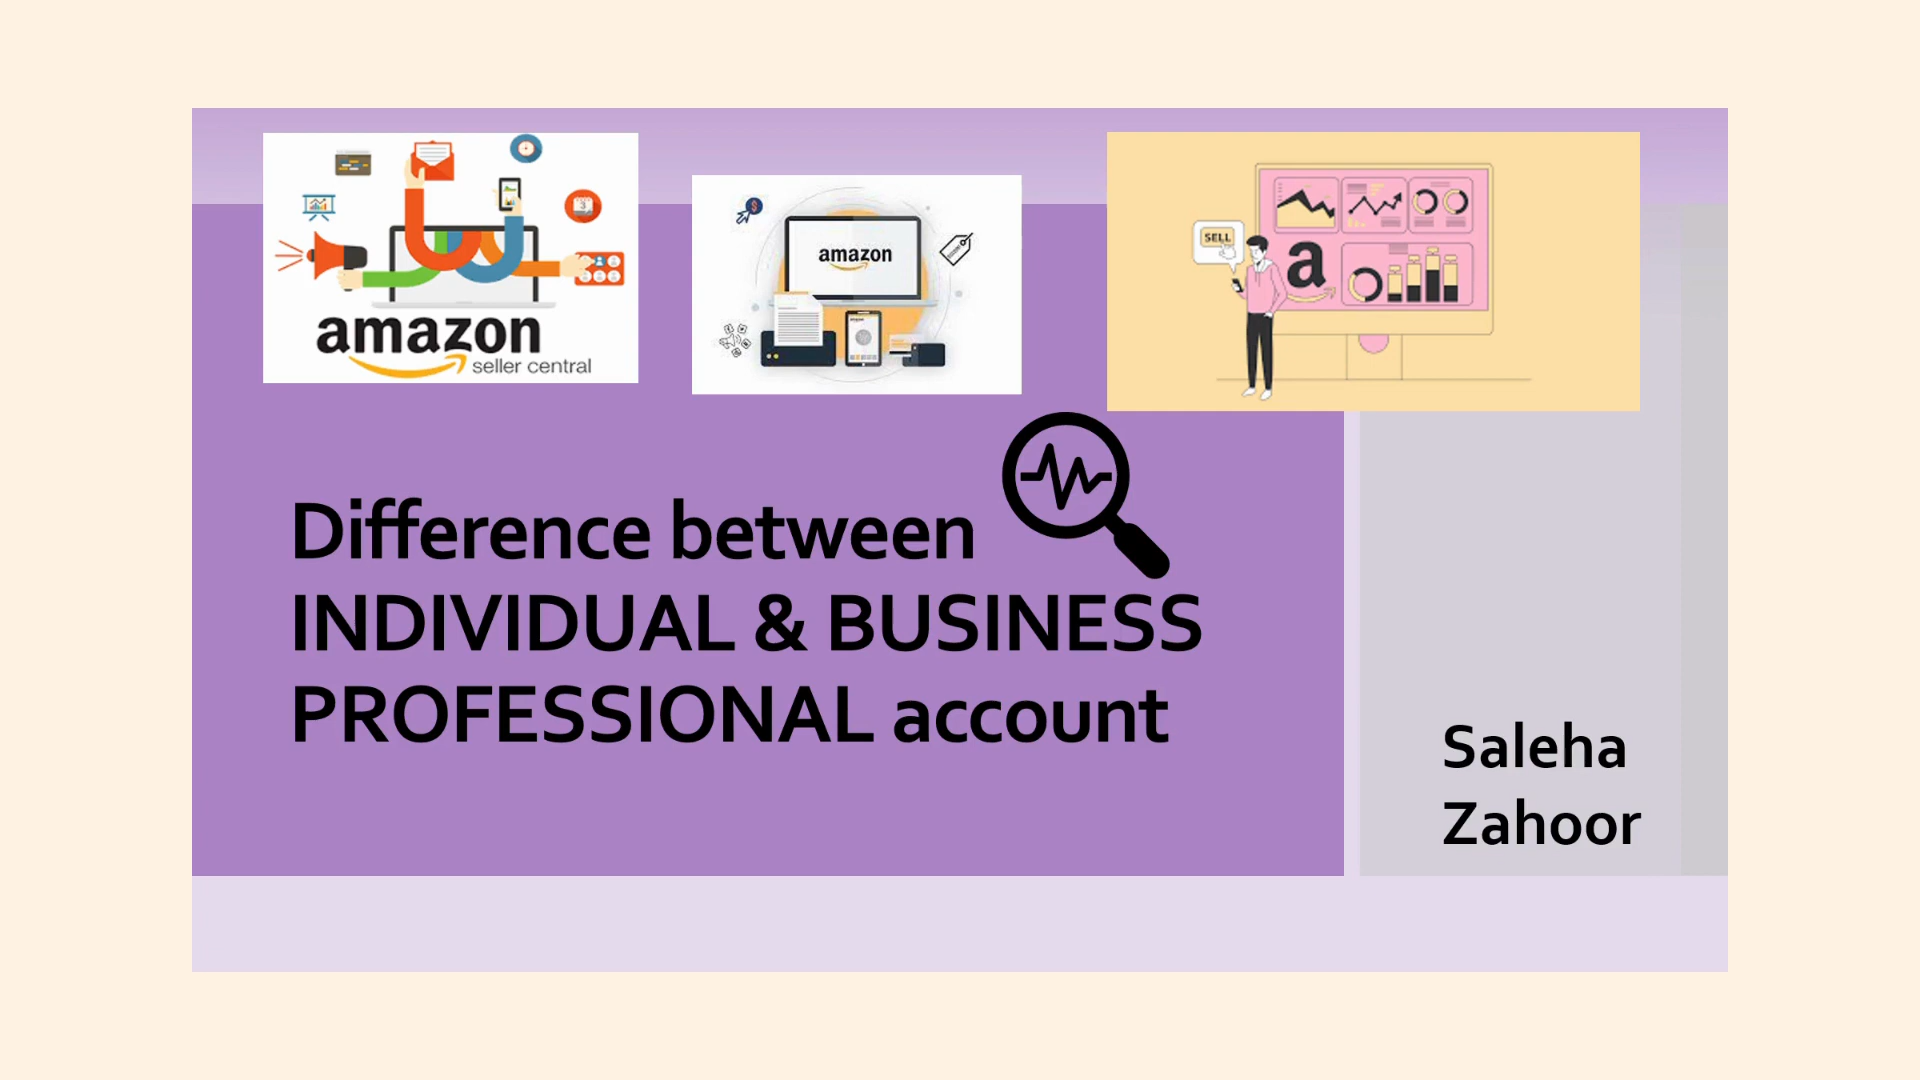 amazon
seller central
amazon
SELL
a
Difference between
INDIVIDUAL & BUSINESS
PROFESSIONAL account
Saleha
Zahoor